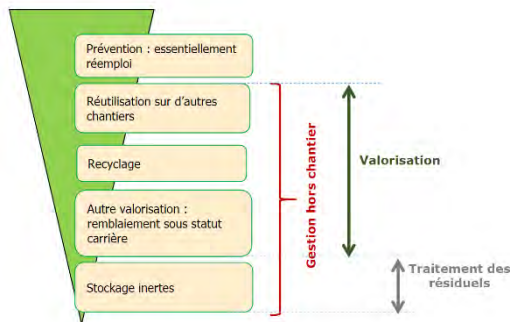 Prévention : essentiellement
réemploi
Réutilisation sur d'autres
chantiers
Recyclage
Autre valorisation :
remblaiement sous statut
carrière
Stockage inertes
Gestion hors chantier
Valorisation
Traitement des
résiduels